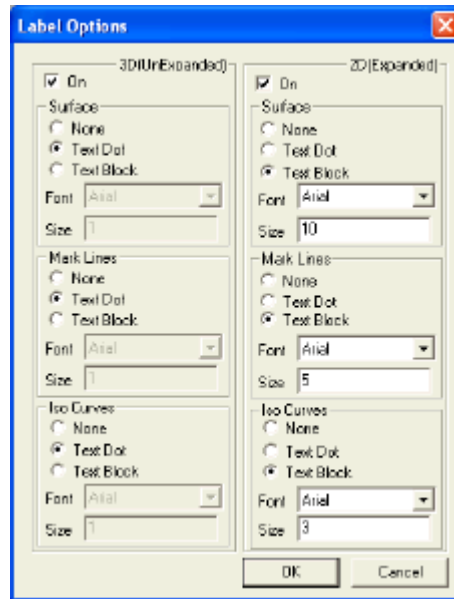 Label Options
3D(UnExpanded)
On
Surface
None
Text Dot
Text Block
Font Arial
Size 1
Mark Lines
None
Text Dot
Text Block
Font Arial
Size 1
Iso Curves
None
Text Dot
Text Block
Font Arial
Size 1
2D(Expanded)
On
Surface
None
Text Dot
Text Block
Font Arial
Size 10
Mark Lines
None
Text Dot
Text Block
Font Arial
Size 5
Iso Curves
None
Text Dot
Text Block
Font Arial
Size 3
OK Cancel